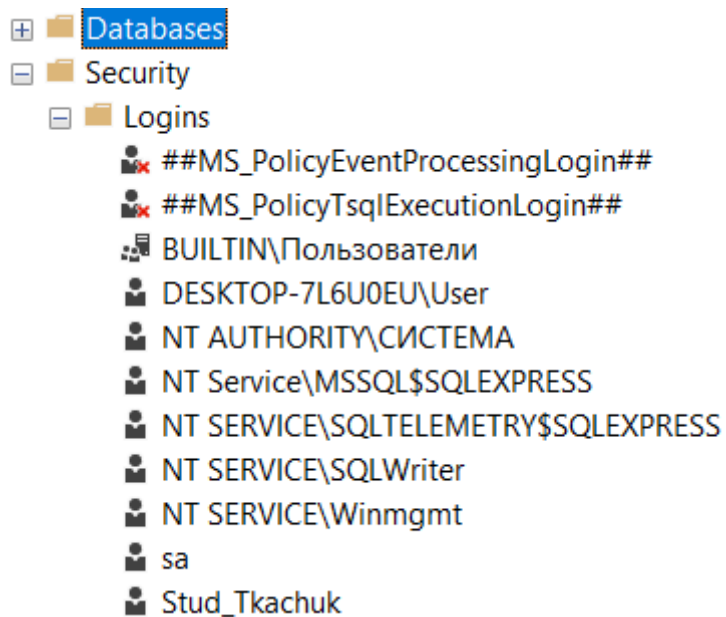 Databases
Security
Logins
##MS_PolicyEventProcessingLogin##
##MS_PolicyTsqlExecutionLogin##
BUILTIN\Пользователи
DESKTOP-7L6U0EU\User
NT AUTHORITY\СИСТЕМА
NT Service\MSSQL$SQLEXPRESS
NT SERVICE\SQLTELEMETRY$SQLEXPRESS
NT SERVICE\SQLWriter
NT SERVICE\Winmgmt
sa
Stud_Tkachuk